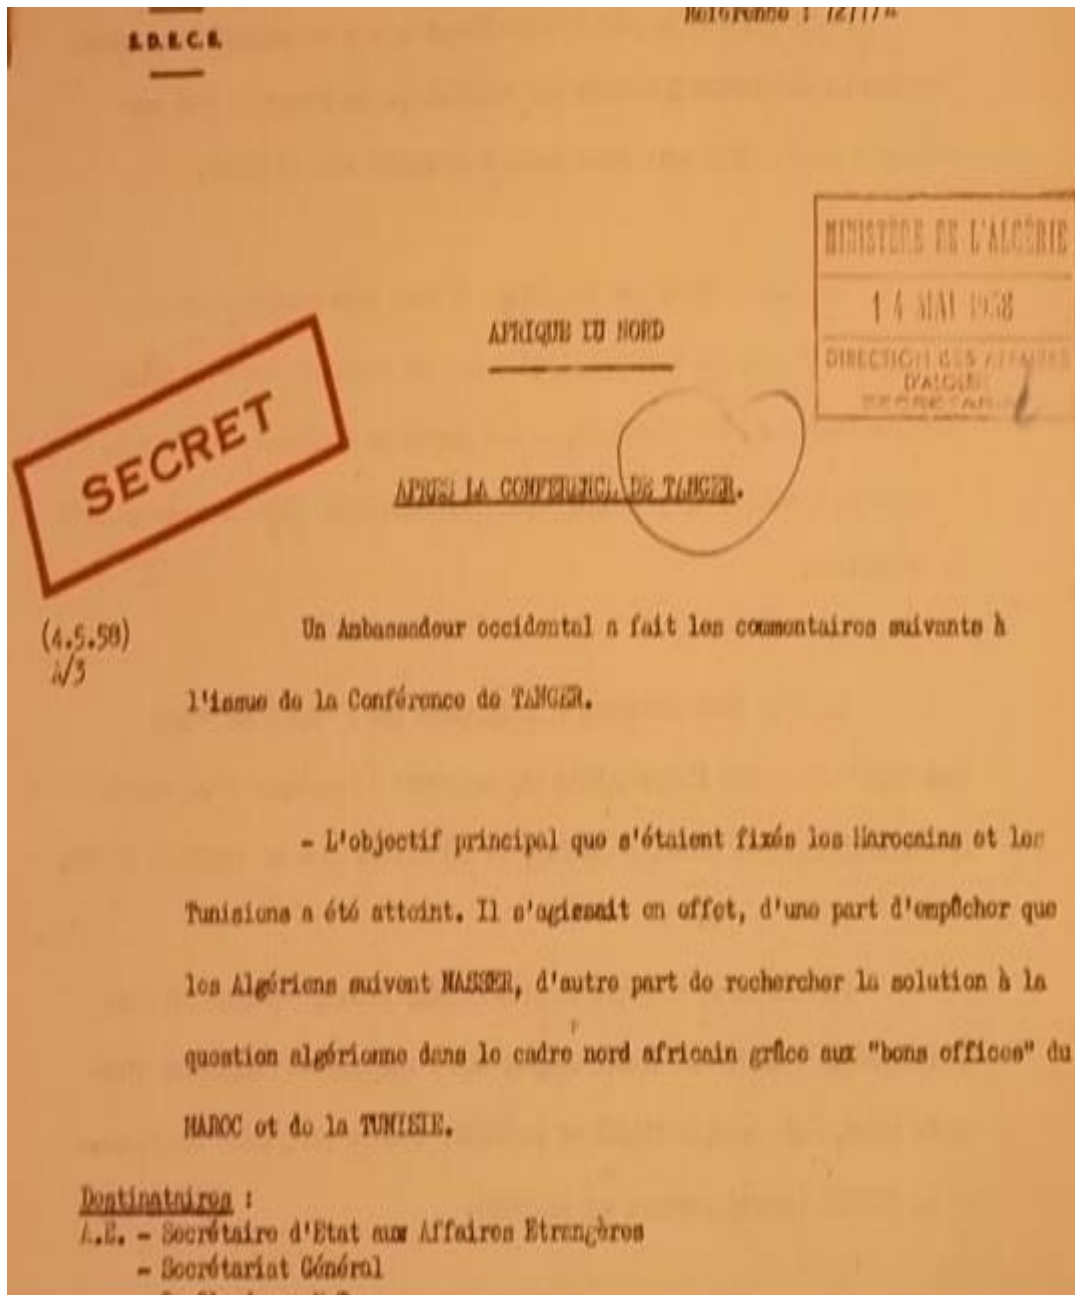 S.D.E.C.E.
MINISTÈRE DE L'ALGÉRIE
14 MAI 1958
DIRECTION DES AFFAIRES
D'ALGÉRIE
AFRIQUE DU NORD
SECRET
APRES LA CONFERENCE DE TANGER.
(4.5.58)
Un Ambassadeur occidental a fait les commentaires suivants à
l'issue de la Conférence de TANGER.
- L'objectif principal que s'étaient fixés les Marocains et les
Tunisiens a été atteint. Il s'agissait en effet, d'une part d'empêcher que
les Algériens suivent NASSER, d'autre part de rechercher la solution à la
question algérienne dans le cadre nord africain grâce aux "bons offices" du
MAROC et de la TUNISIE.
Destinataires :
A.E. - Secrétaire d'Etat aux Affaires Etrangères
- Secrétariat Général